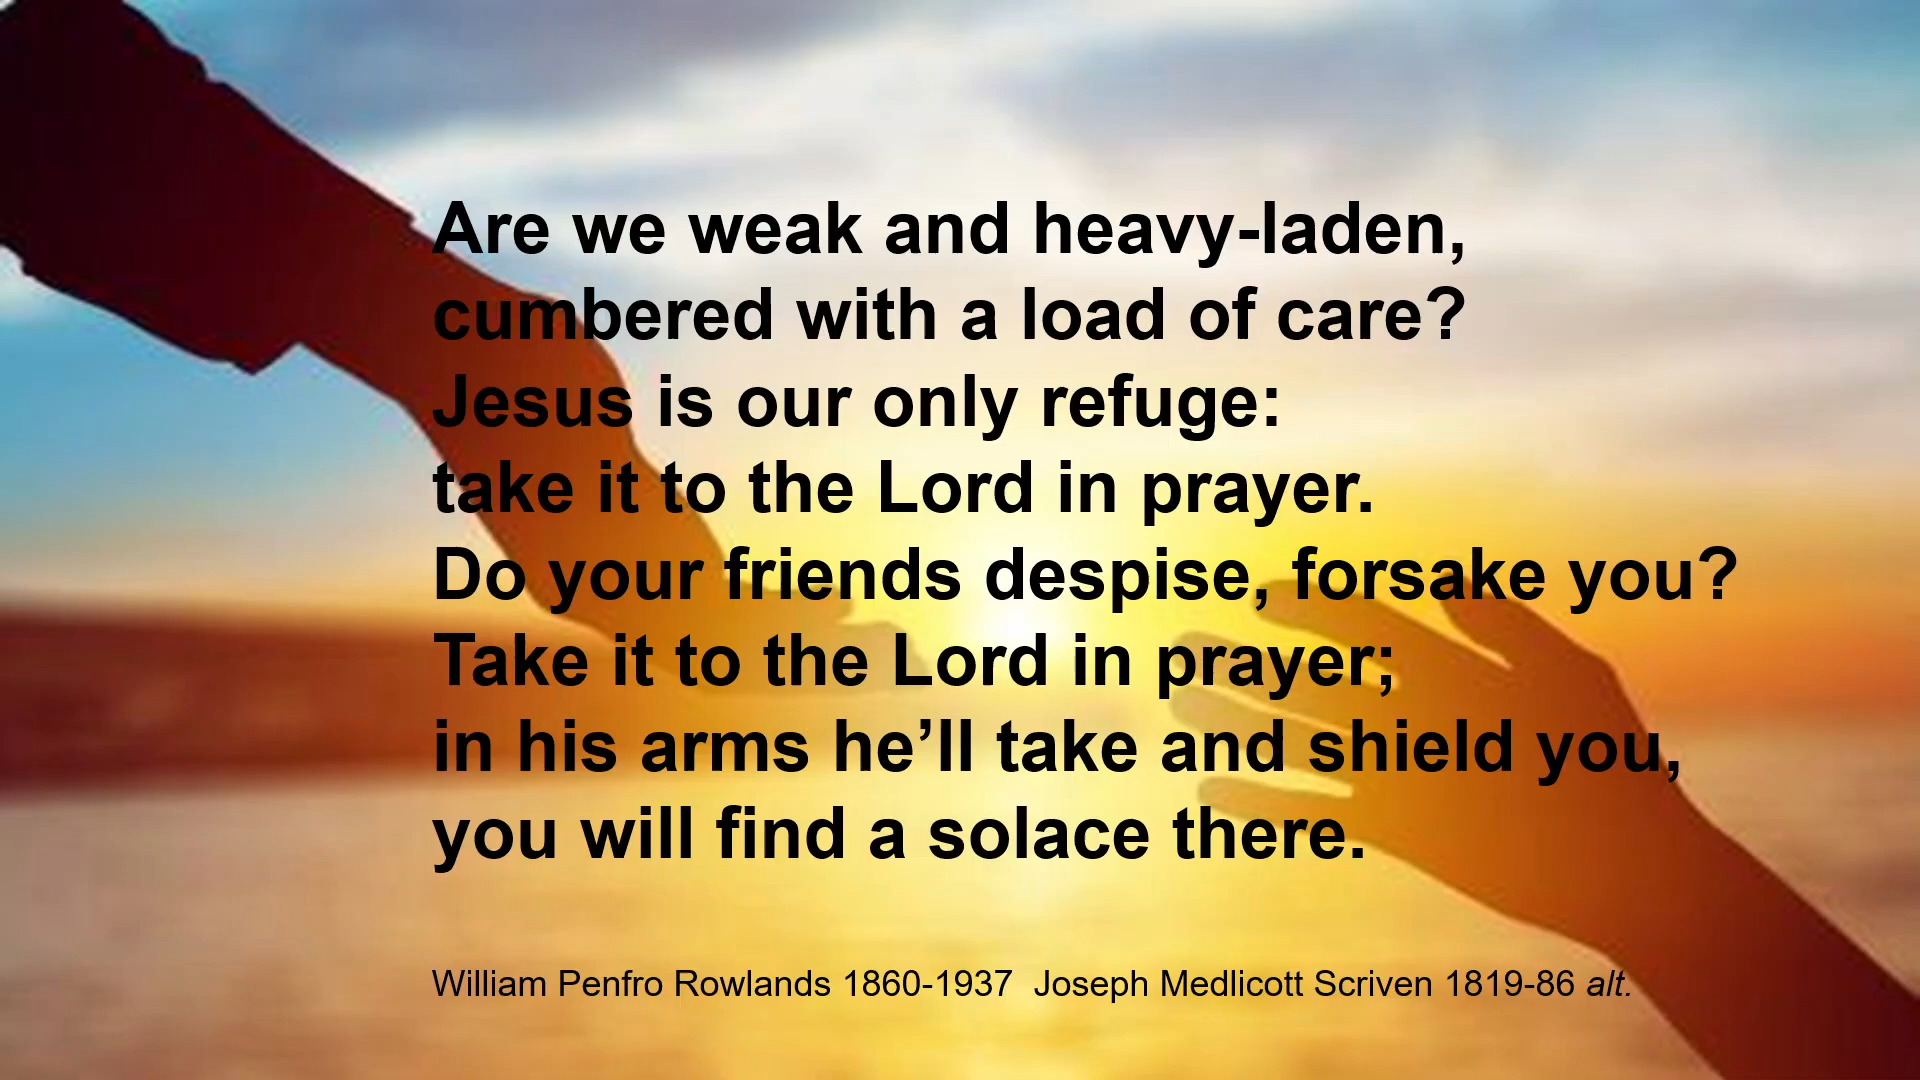 Are we weak and heavy-laden,
cumbered with a load of care?
Jesus is our only refuge:
take it to the Lord in prayer.
Do your friends despise, forsake you?
Take it to the Lord in prayer;
in his arms he’ll take and shield you,
you will find a solace there.
William Penfro Rowlands 1860-1937  Joseph Medlicott Scriven 1819-86 alt.